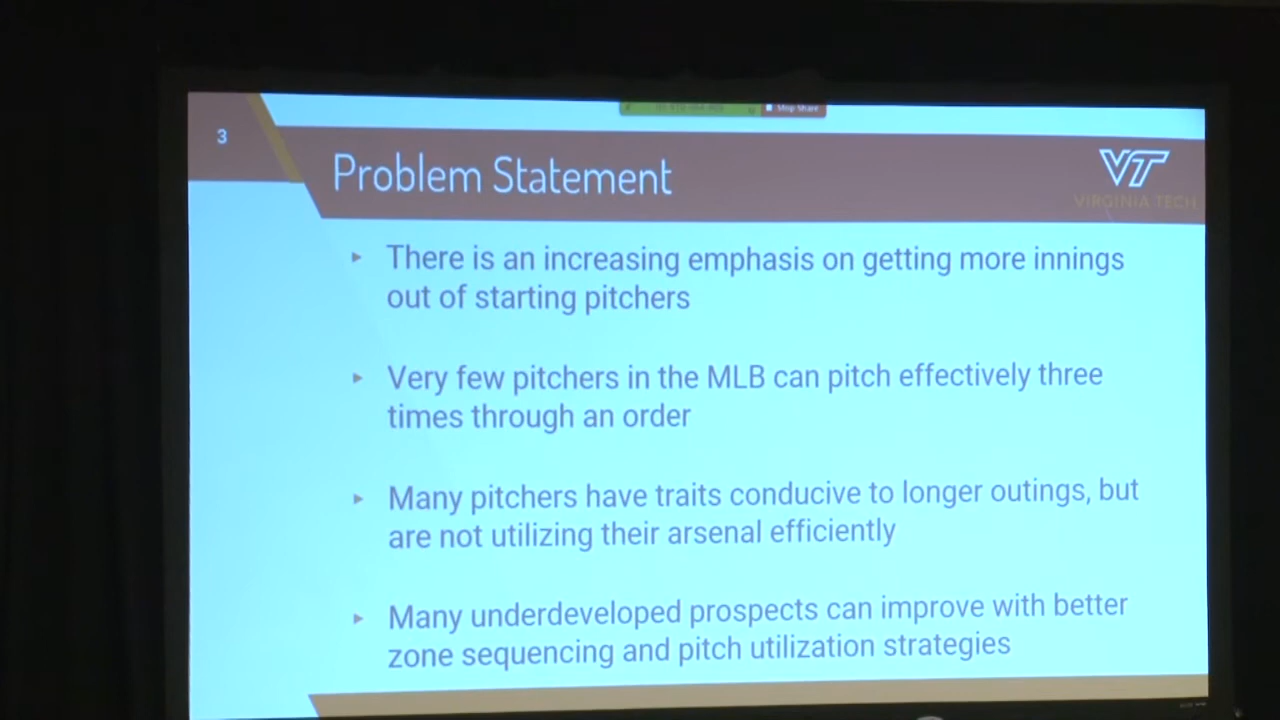 Stop Share
3
Problem Statement
VT
VIRGINIA TECH
There is an increasing emphasis on getting more innings
out of starting pitchers
Very few pitchers in the MLB can pitch effectively three
times through an order
Many pitchers have traits conducive to longer outings, but
are not utilizing their arsenal efficiently
Many underdeveloped prospects can improve with better
zone sequencing and pitch utilization strategies